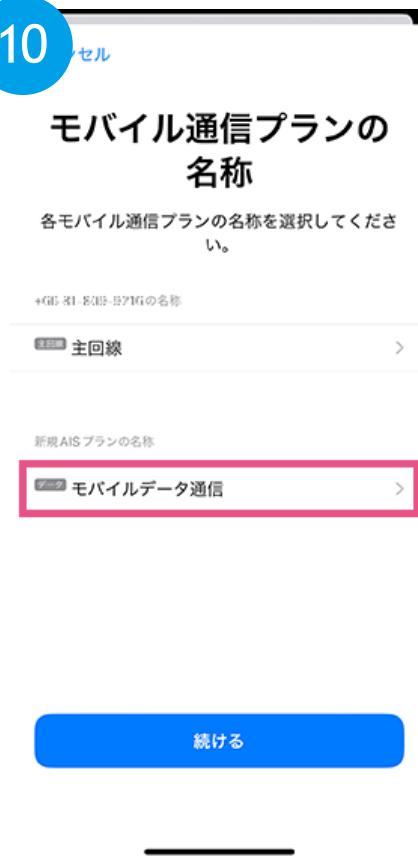 10
ンセル
モバイル通信プランの
名称
各モバイル通信プランの名称を選択してくださ
い。
の名称
主回線 主回線
新規AISプランの名称
データ モバイルデータ通信
続ける